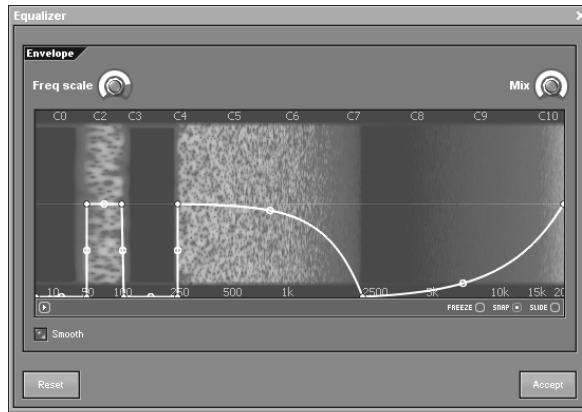 Equalizer
Envelope
Freq scale
Mix
C0 C2 C3 C4 C5 C6 C7 C8 C9 C10
10 50 100 250 500 1k 2500 5k 10k 15k 20
FREEZE SNAP SLIDE
Smooth
Reset
Accept